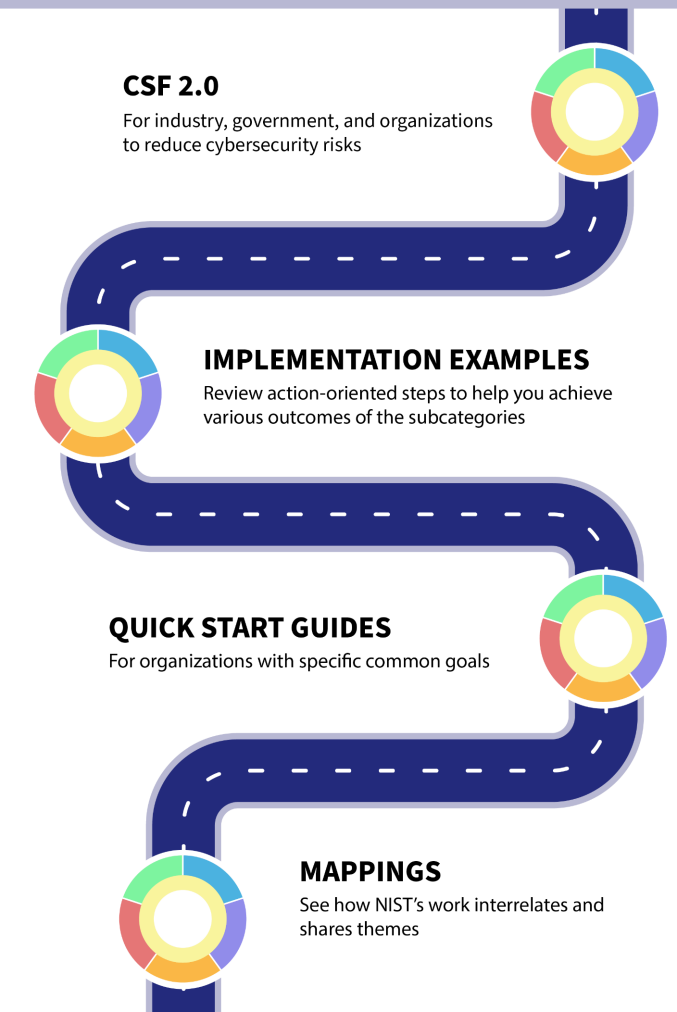 CSF 2.0
For industry, government, and organizations
to reduce cybersecurity risks
IMPLEMENTATION EXAMPLES
Review action-oriented steps to help you achieve
various outcomes of the subcategories
QUICK START GUIDES
For organizations with specific common goals
MAPPINGS
See how NIST’s work interrelates and
shares themes